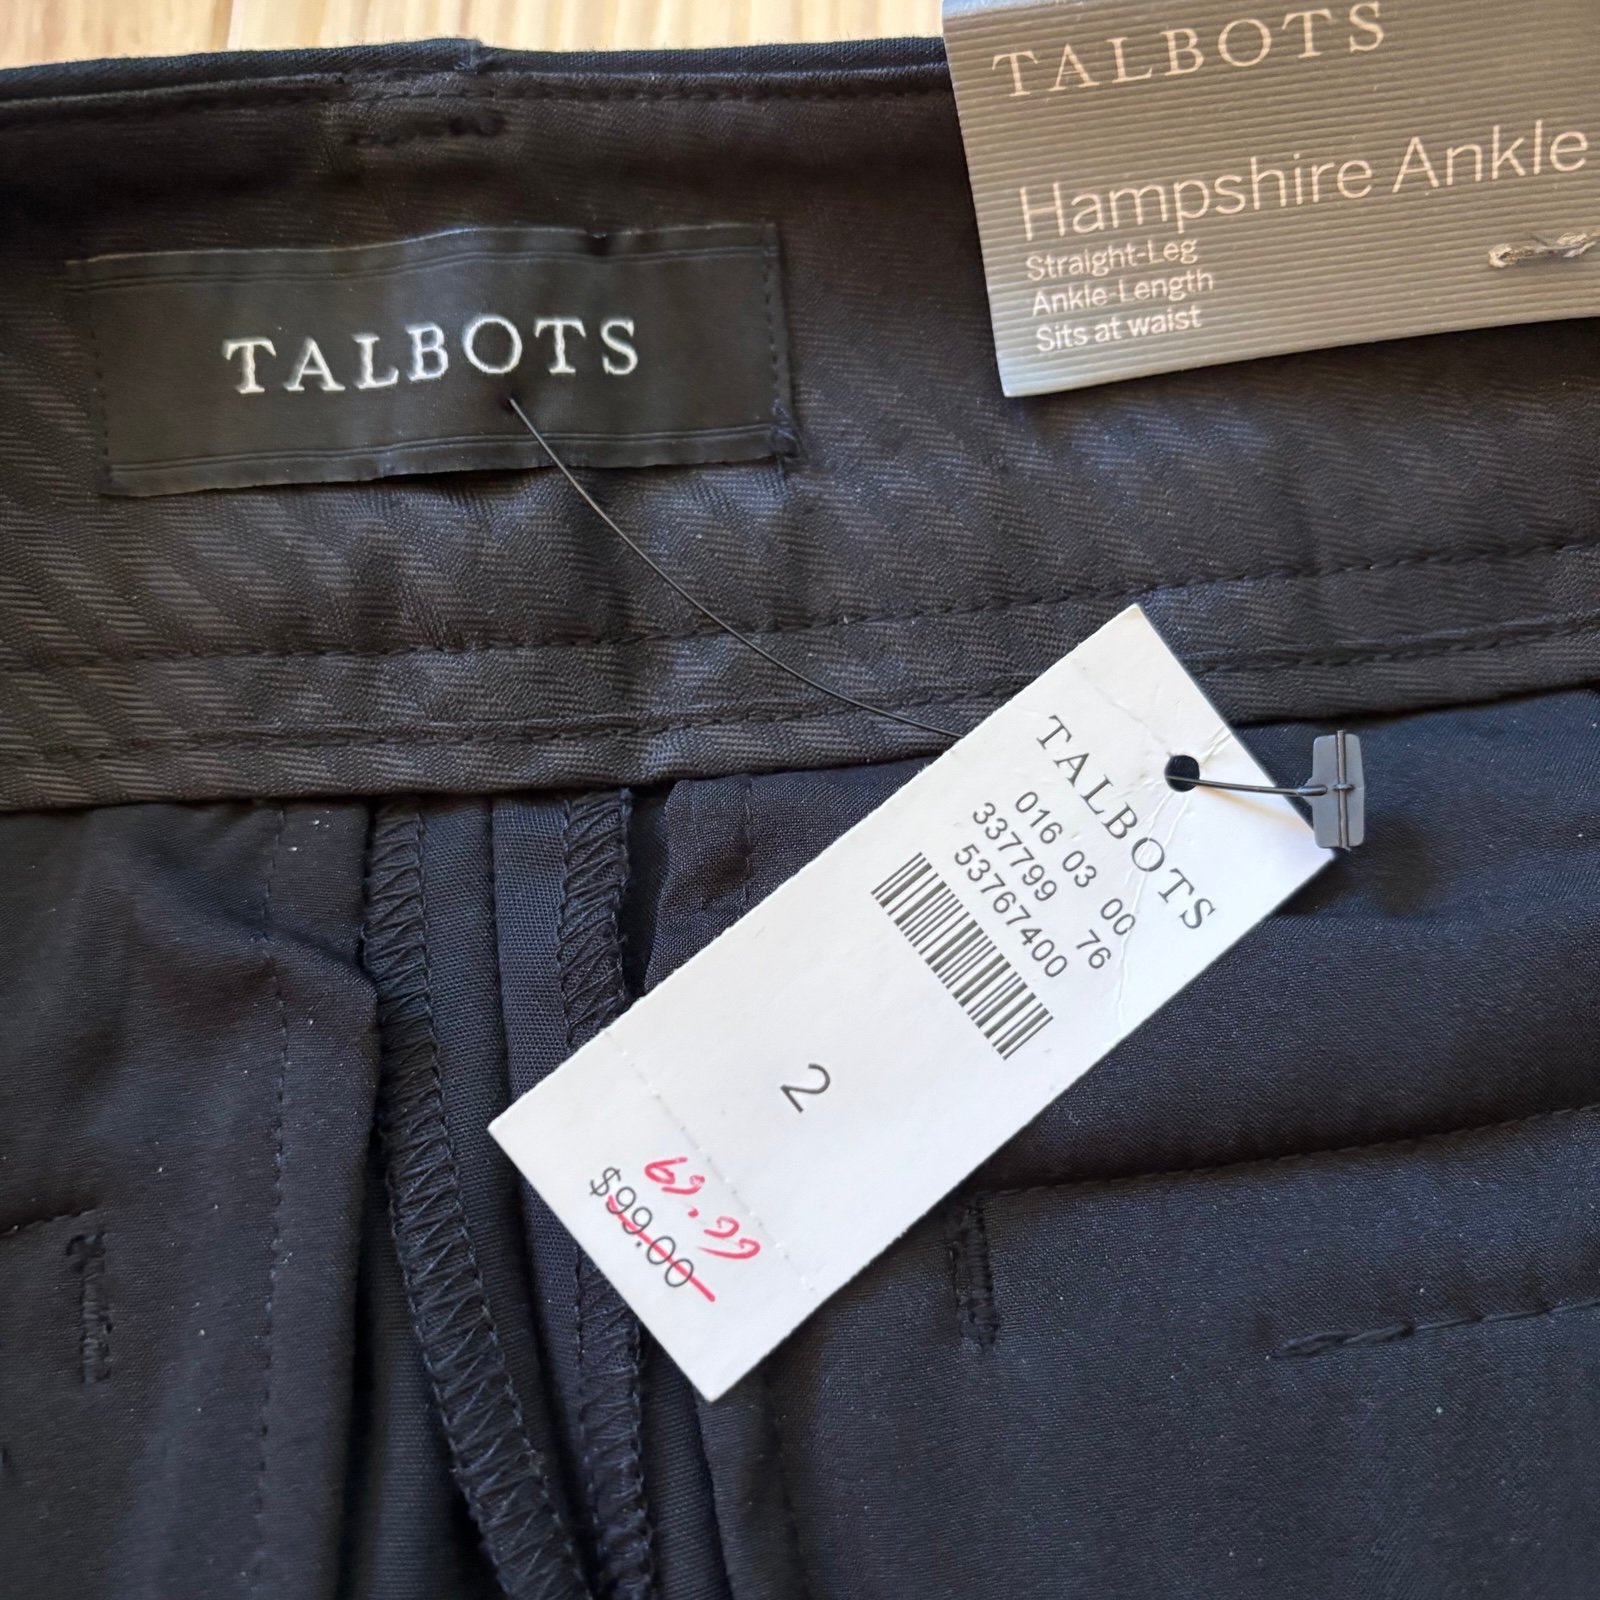 TALBOTS
Hampshire Ankle
Straight-Leg
Ankle-Length
Sits at waist
TALBOTS
TALBOTS
016 03 00
337799 76
53767400
2
69.99
$99.00